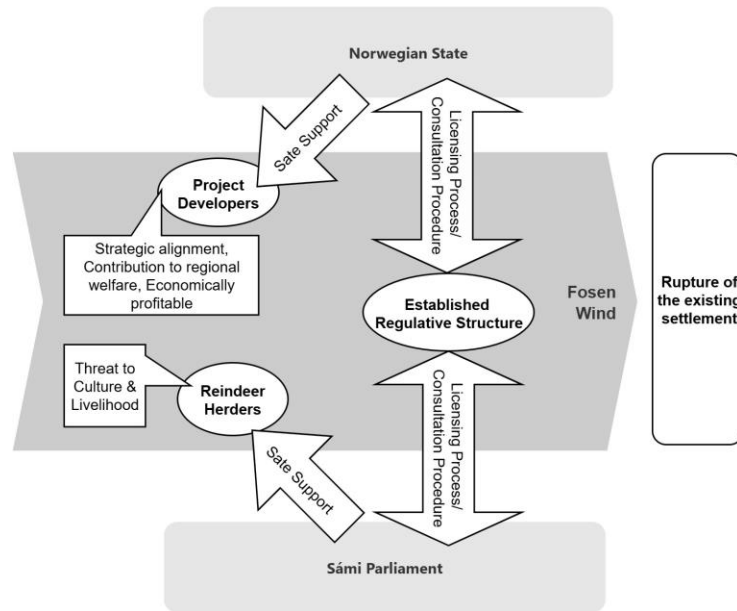 Norwegian State
Sate Support
Licensing Process/
Consultation Procedure
Project
Developers
Strategic alignment,
Contribution to regional
welfare, Economically
profitable
Established
Regulative Structure
Fosen
Wind
Rupture of
the existing
settlement
Threat to
Culture &
Livelihood
Reindeer
Herders
Sate Support
Licensing Process/
Consultation Procedure
Sámi Parliament